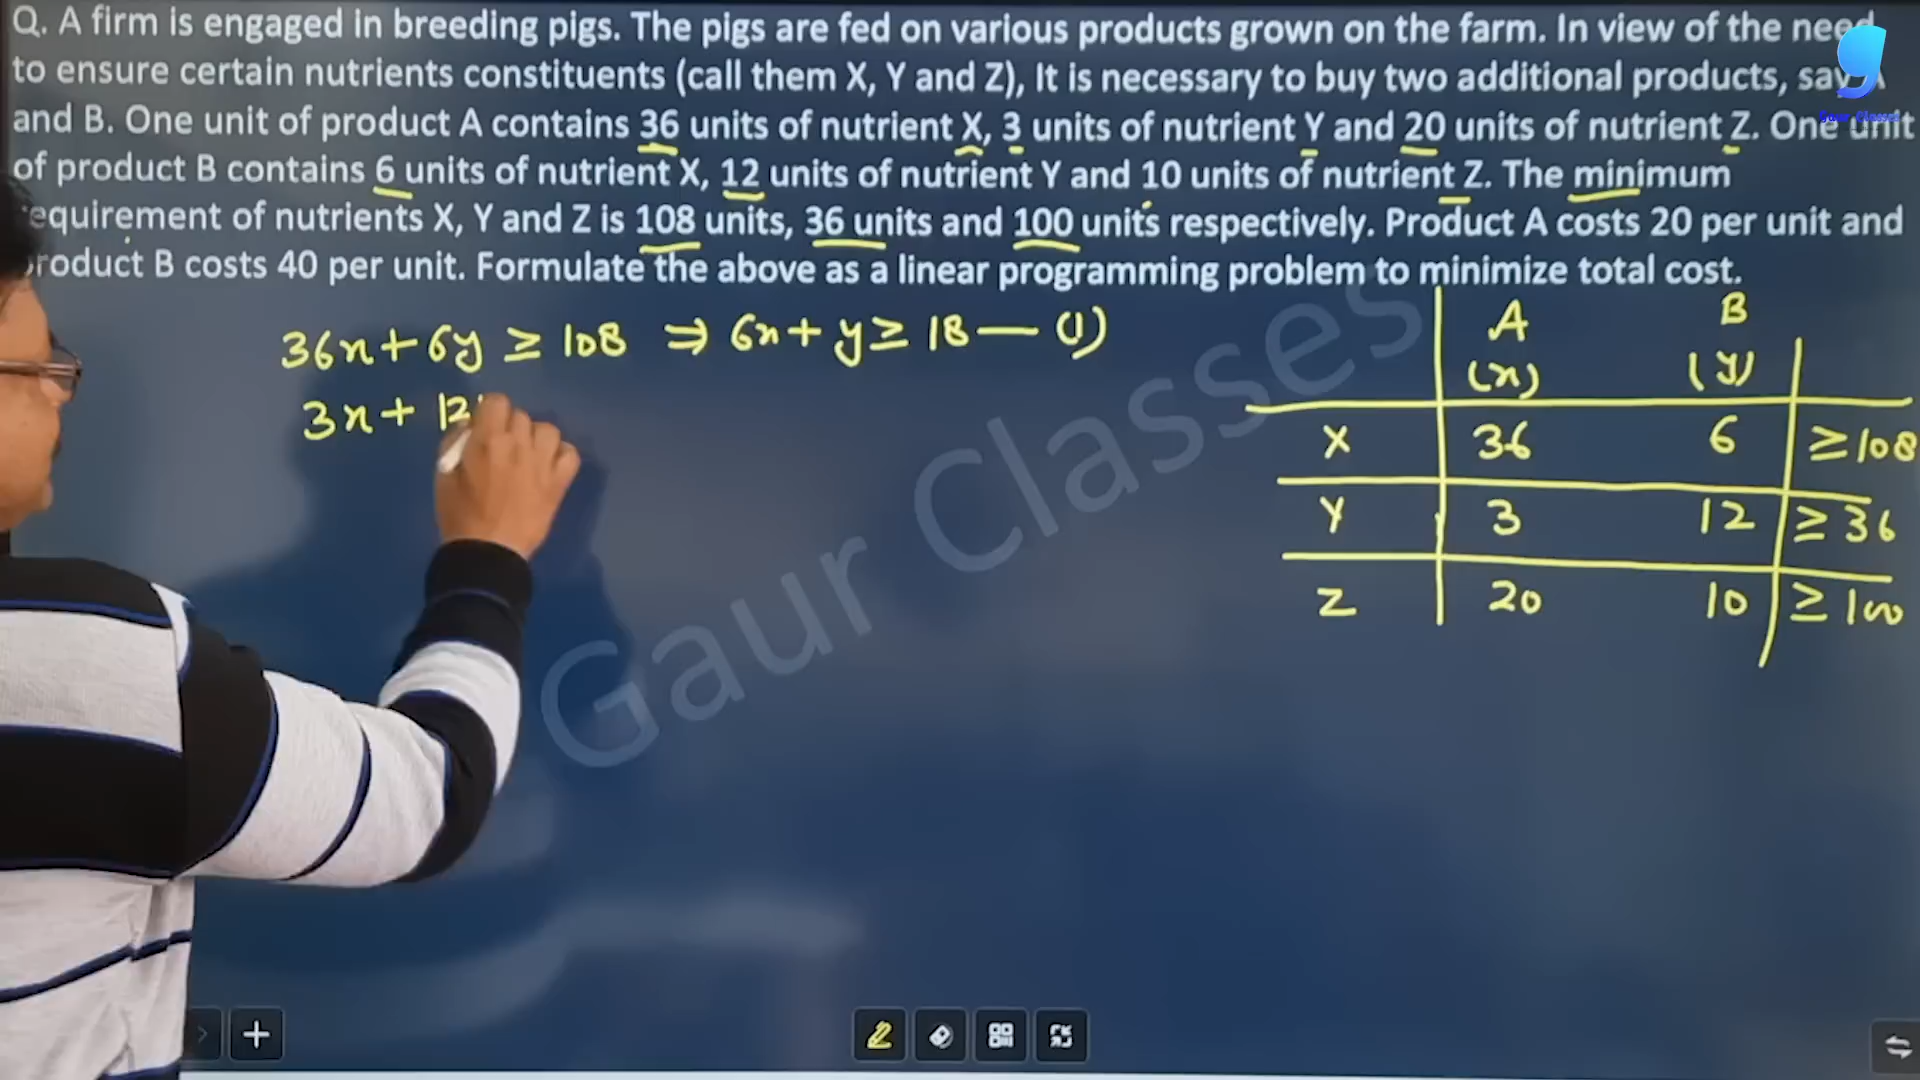 Q. A firm is engaged in breeding pigs. The pigs are fed on various products grown on the farm. In view of the need
to ensure certain nutrients constituents (call them X, Y and Z), It is necessary to buy two additional products, say A
and B. One unit of product A contains 36 units of nutrient X, 3 units of nutrient Y and 20 units of nutrient Z. One unit
of product B contains 6 units of nutrient X, 12 units of nutrient Y and 10 units of nutrient Z. The minimum
requirement of nutrients X, Y and Z is 108 units, 36 units and 100 units respectively. Product A costs 20 per unit and
product B costs 40 per unit. Formulate the above as a linear programming problem to minimize total cost.
Gaur Classes
36x + 6y ≥ 108 ⇒ 6x + y ≥ 18 — (1)
3x + 12
A B
(x) (y)
X 36 6 ≥ 108
Y 3 12 ≥ 36
Z 20 10 ≥ 100
Gaur Classes